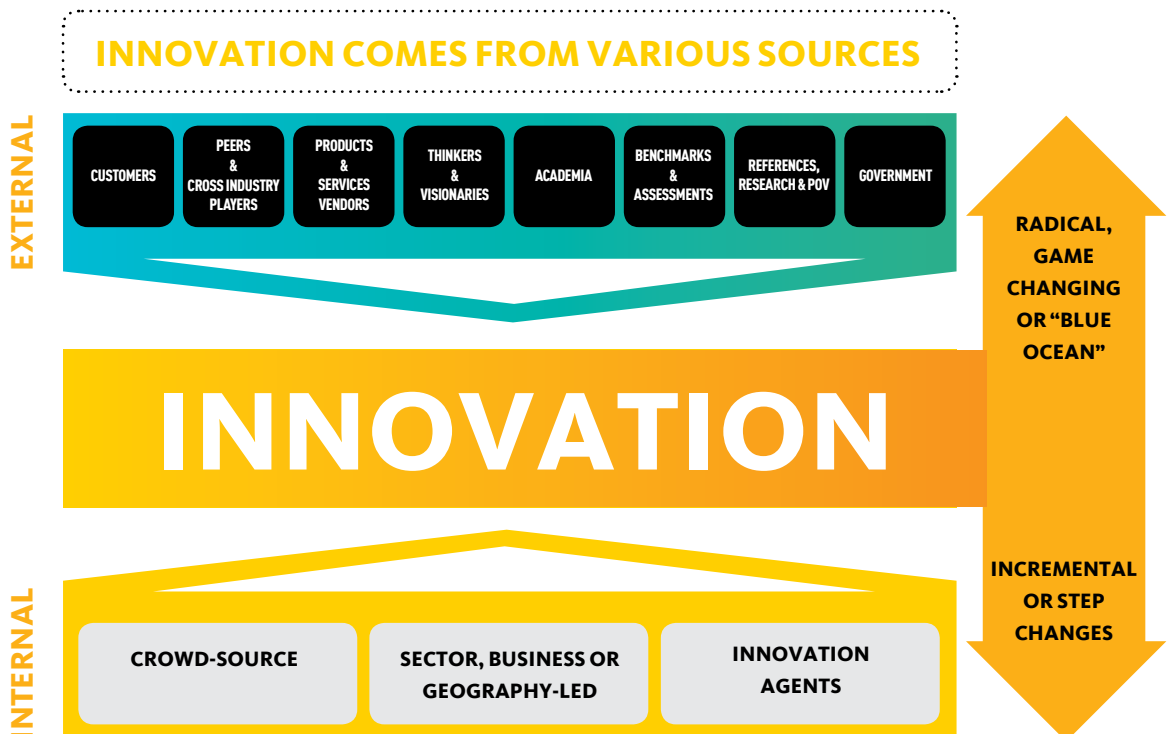 INNOVATION COMES FROM VARIOUS SOURCES
EXTERNAL
CUSTOMERS
PEERS
&
CROSS INDUSTRY
PLAYERS
PRODUCTS
&
SERVICES
VENDORS
THINKERS
&
VISIONARIES
ACADEMIA
BENCHMARKS
&
ASSESSMENTS
REFERENCES,
RESEARCH & POV
GOVERNMENT
RADICAL,
GAME
CHANGING
OR “BLUE
OCEAN”
INNOVATION
INCREMENTAL
OR STEP
CHANGES
INTERNAL
CROWD-SOURCE
SECTOR, BUSINESS OR
GEOGRAPHY-LED
INNOVATION
AGENTS